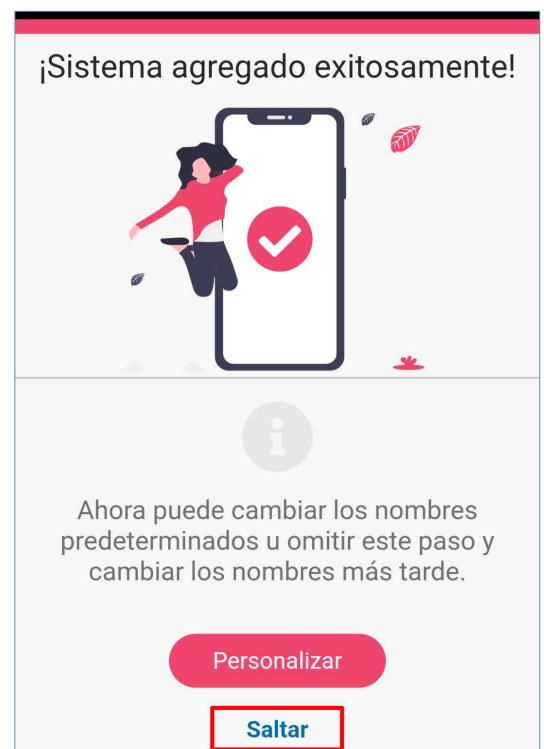 ¡Sistema agregado exitosamente!
Ahora puede cambiar los nombres
predeterminados u omitir este paso y
cambiar los nombres más tarde.
Personalizar
Saltar